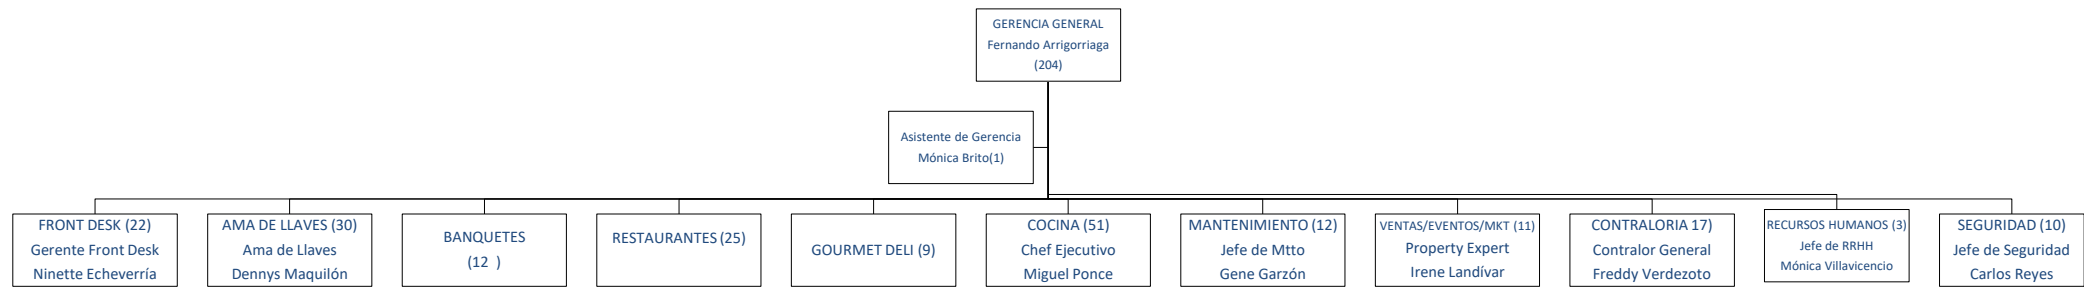 GERENCIA GENERAL
Fernando Arrigorriaga
(204)
Asistente de Gerencia
Mónica Brito(1)
FRONT DESK (22)
Gerente Front Desk
Ninette Echeverría
AMA DE LLAVES (30)
Ama de Llaves
Dennys Maquilón
BANQUETES
(12  )
RESTAURANTES (25)
GOURMET DELI (9)
COCINA (51)
Chef Ejecutivo
Miguel Ponce
MANTENIMIENTO (12)
Jefe de Mtto
Gene Garzón
VENTAS/EVENTOS/MKT (11)
Property Expert
Irene Landívar
CONTRALORIA 17)
Contralor General
Freddy Verdezoto
RECURSOS HUMANOS (3)
Jefe de RRHH
Mónica Villavicencio
SEGURIDAD (10)
Jefe de Seguridad
Carlos Reyes